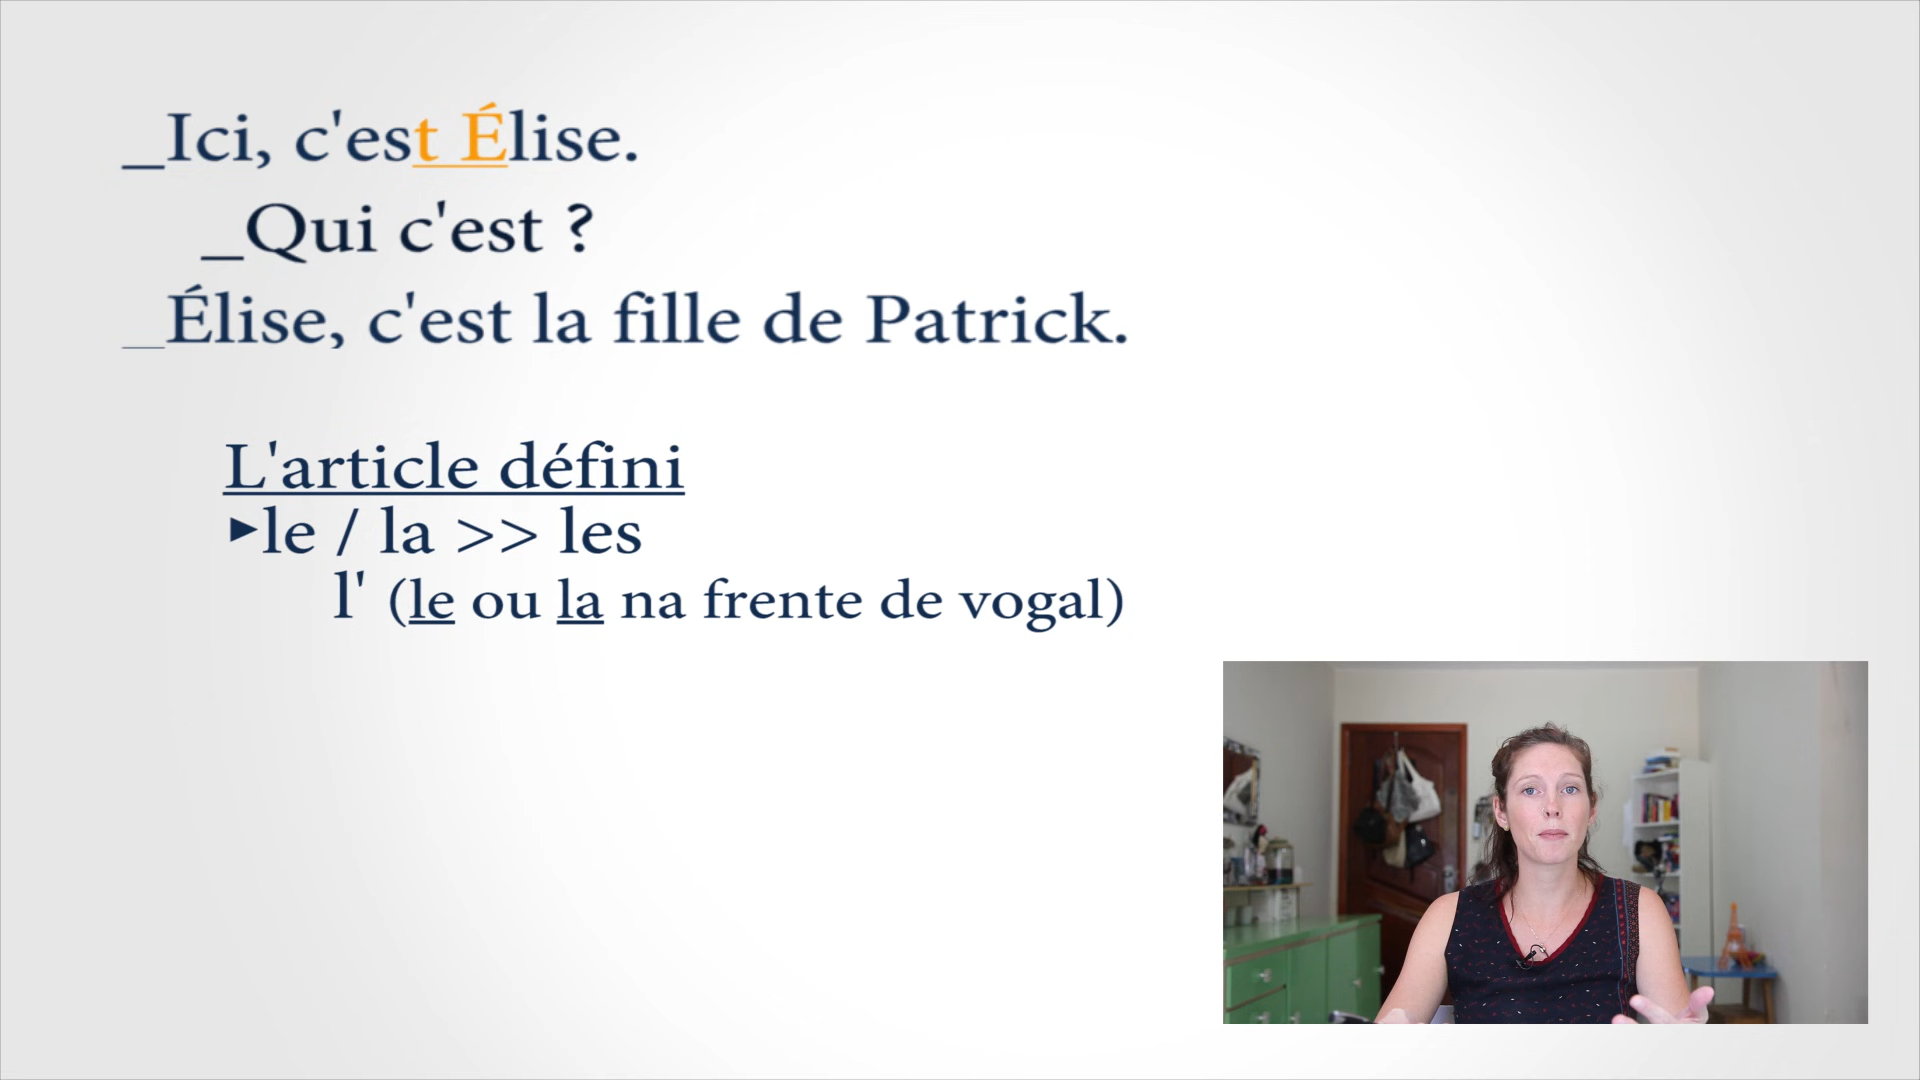 _Ici, c'est Élise.
_Qui c'est ?
_Élise, c'est la fille de Patrick.
L'article défini
►le / la >> les
l' (le ou la na frente de vogal)